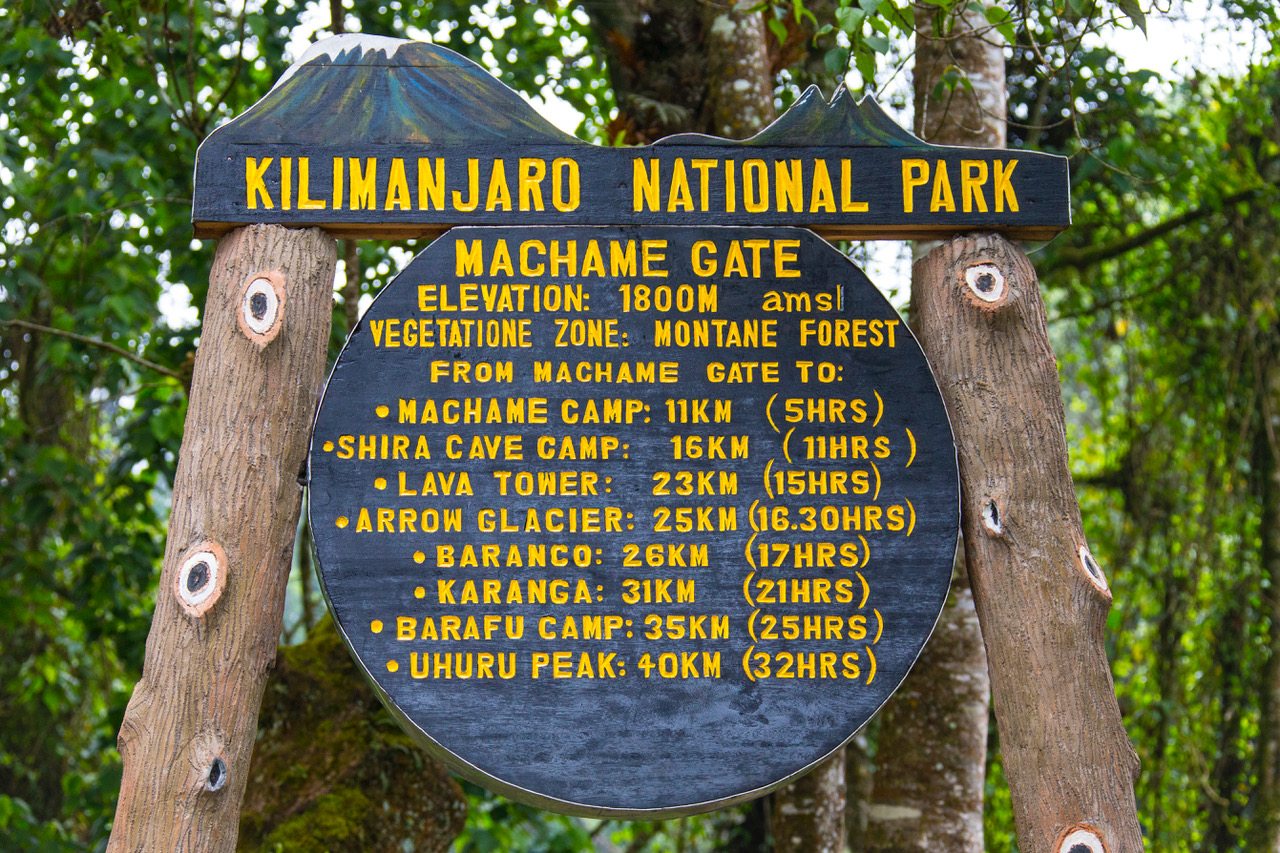 KILIMANJARO NATIONAL PARK
MACHAME GATE
ELEVATION: 1800M amsl
VEGETATIONE ZONE: MONTANE FOREST
FROM MACHAME GATE TO:
• MACHAME CAMP: 11KM (5HRS)
• SHIRA CAVE CAMP: 16KM (11HRS)
• LAVA TOWER: 23KM (15HRS)
• ARROW GLACIER: 25KM (16.30HRS)
• BARANCO: 26KM (17HRS)
• KARANGA: 31KM (21HRS)
• BARAFU CAMP: 35KM (25HRS)
• UHURU PEAK: 40KM (32HRS)